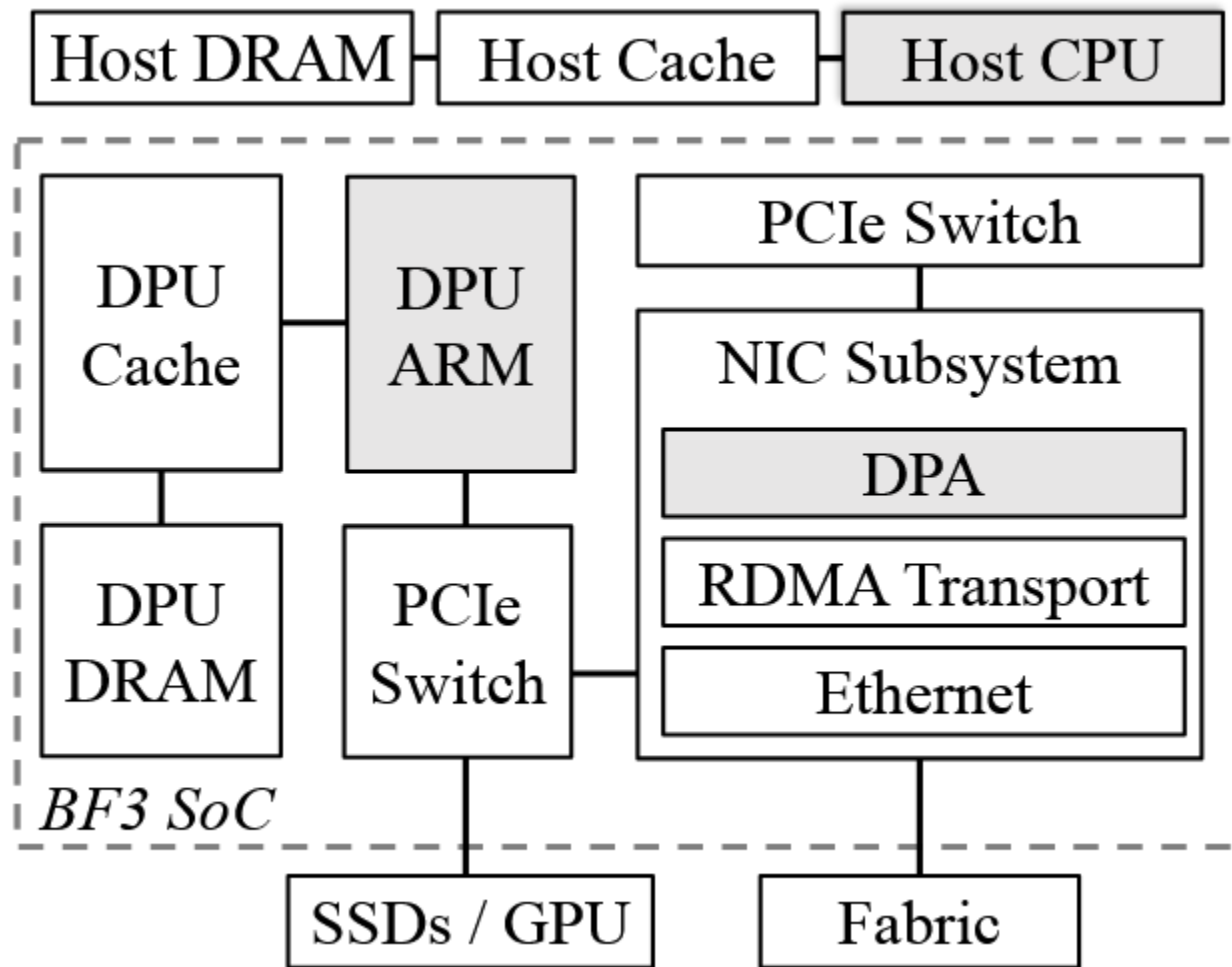 Host DRAM
Host Cache
Host CPU
DPU
Cache
DPU
ARM
PCIe Switch
NIC Subsystem
DPA
RDMA Transport
Ethernet
DPU
DRAM
PCIe
Switch
BF3 SoC
SSDs / GPU
Fabric